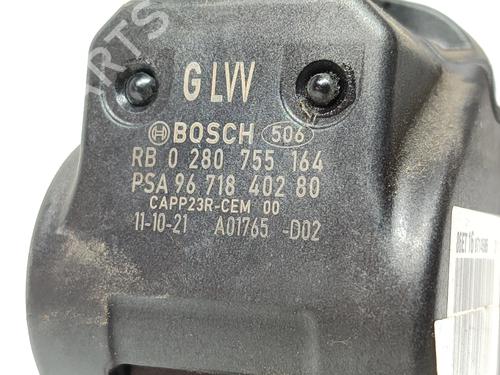 G LVV
BOSCH 506
RB 0 280 755 164
PSA 96 718 402 80
CAPP23R-CEM 00
11-10-21 A01765 -D02
PARTS